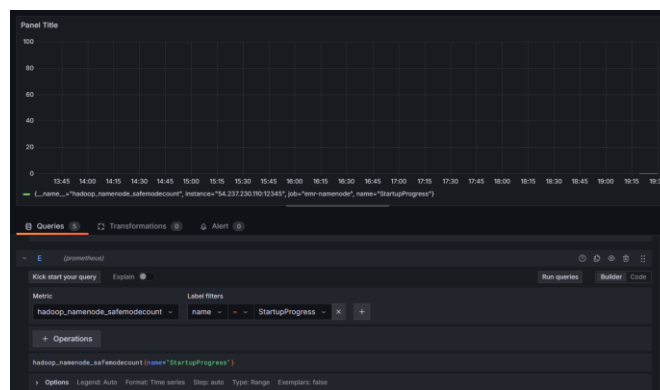 Panel Title
100
80
60
40
20
0
13:45 14:00 14:15 14:30 14:45 15:00 15:15 15:30 15:45 16:00 16:15 16:30 16:45 17:00 17:15 17:30 17:45 18:00 18:15 18:30 18:45 19:00 19:15 19:3
{__name__="hadoop_namenode_safemodecount", instance="54.237.230.110:12345", job="emr-namenode", name="StartupProgress"}
Queries 5 Transformations 0 Alert 0
E (prometheus)
Kick start your query Explain Run queries Builder Code
Metric Label filters
hadoop_namenode_safemodecount name = StartupProgress × +
+ Operations
hadoop_namenode_safemodecount{name="StartupProgress"}
> Options Legend: Auto Format: Time series Step: auto Type: Range Exemplars: false